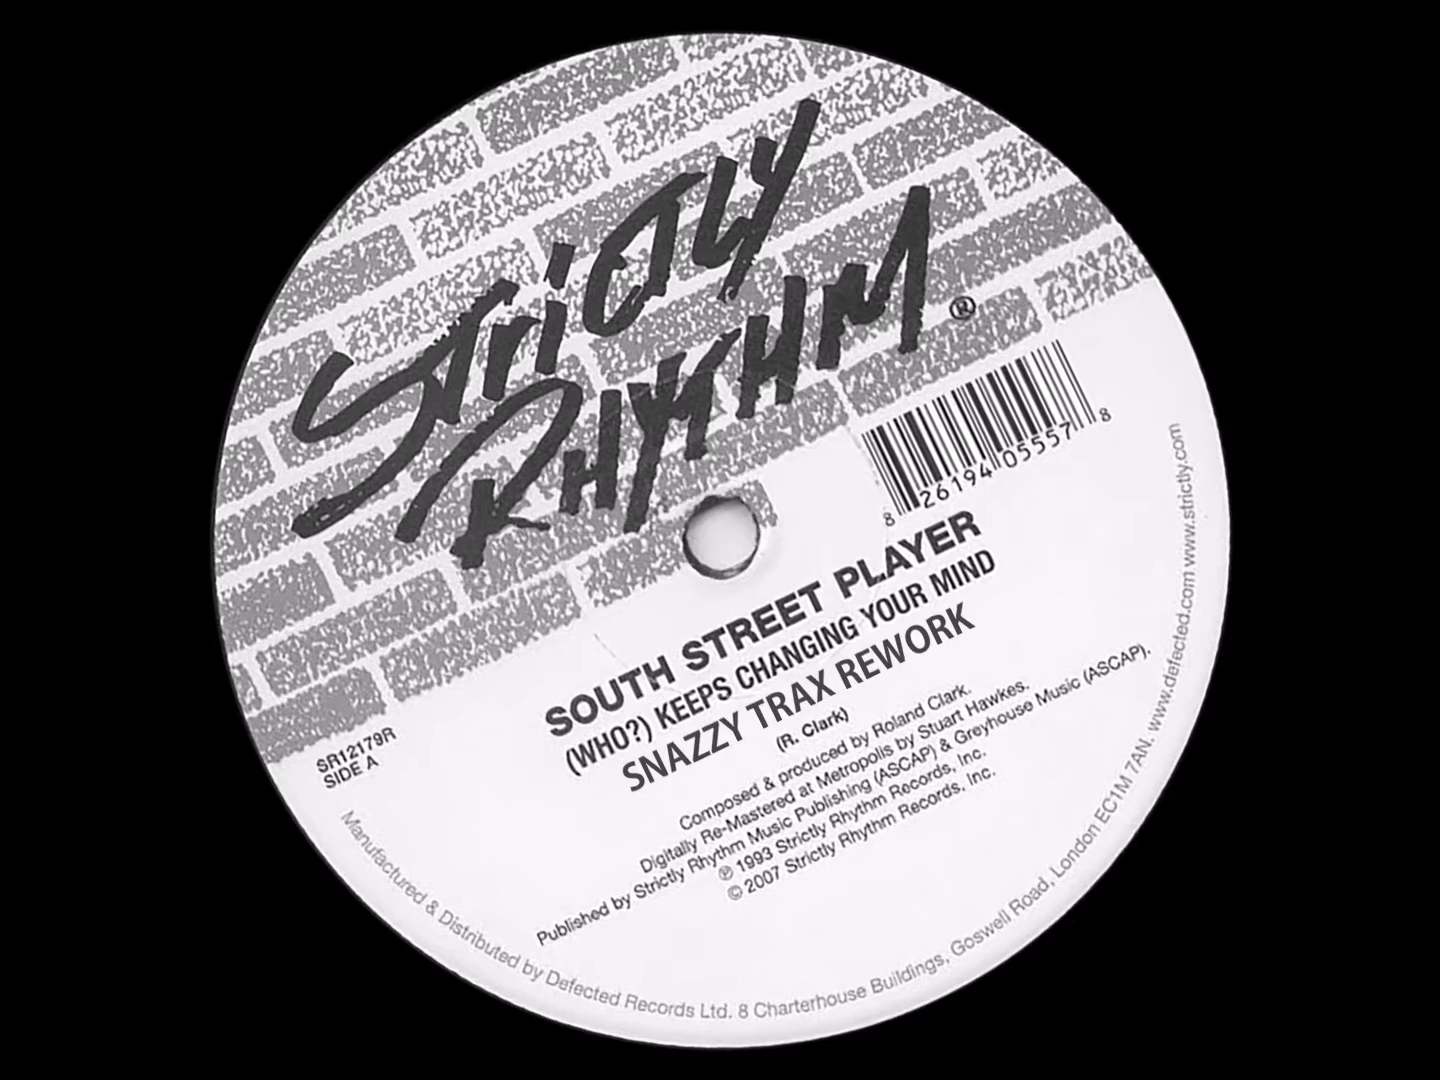 STRICTLY
RHYTHM ®
8 26194 05557 8
SOUTH STREET PLAYER
(WHO?) KEEPS CHANGING YOUR MIND
SNAZZY TRAX REWORK
(R. Clark)
SR12179R
SIDE A
Composed & produced by Roland Clark.
Digitally Re-Mastered at Metropolis by Stuart Hawkes.
Published by Strictly Rhythm Music Publishing (ASCAP) & Greyhouse Music (ASCAP).
℗ 1993 Strictly Rhythm Records, Inc.
© 2007 Strictly Rhythm Records, Inc.
Manufactured & Distributed by Defected Records Ltd. 8 Charterhouse Buildings, Goswell Road, London EC1M 7AN. www.defected.com www.strictly.com